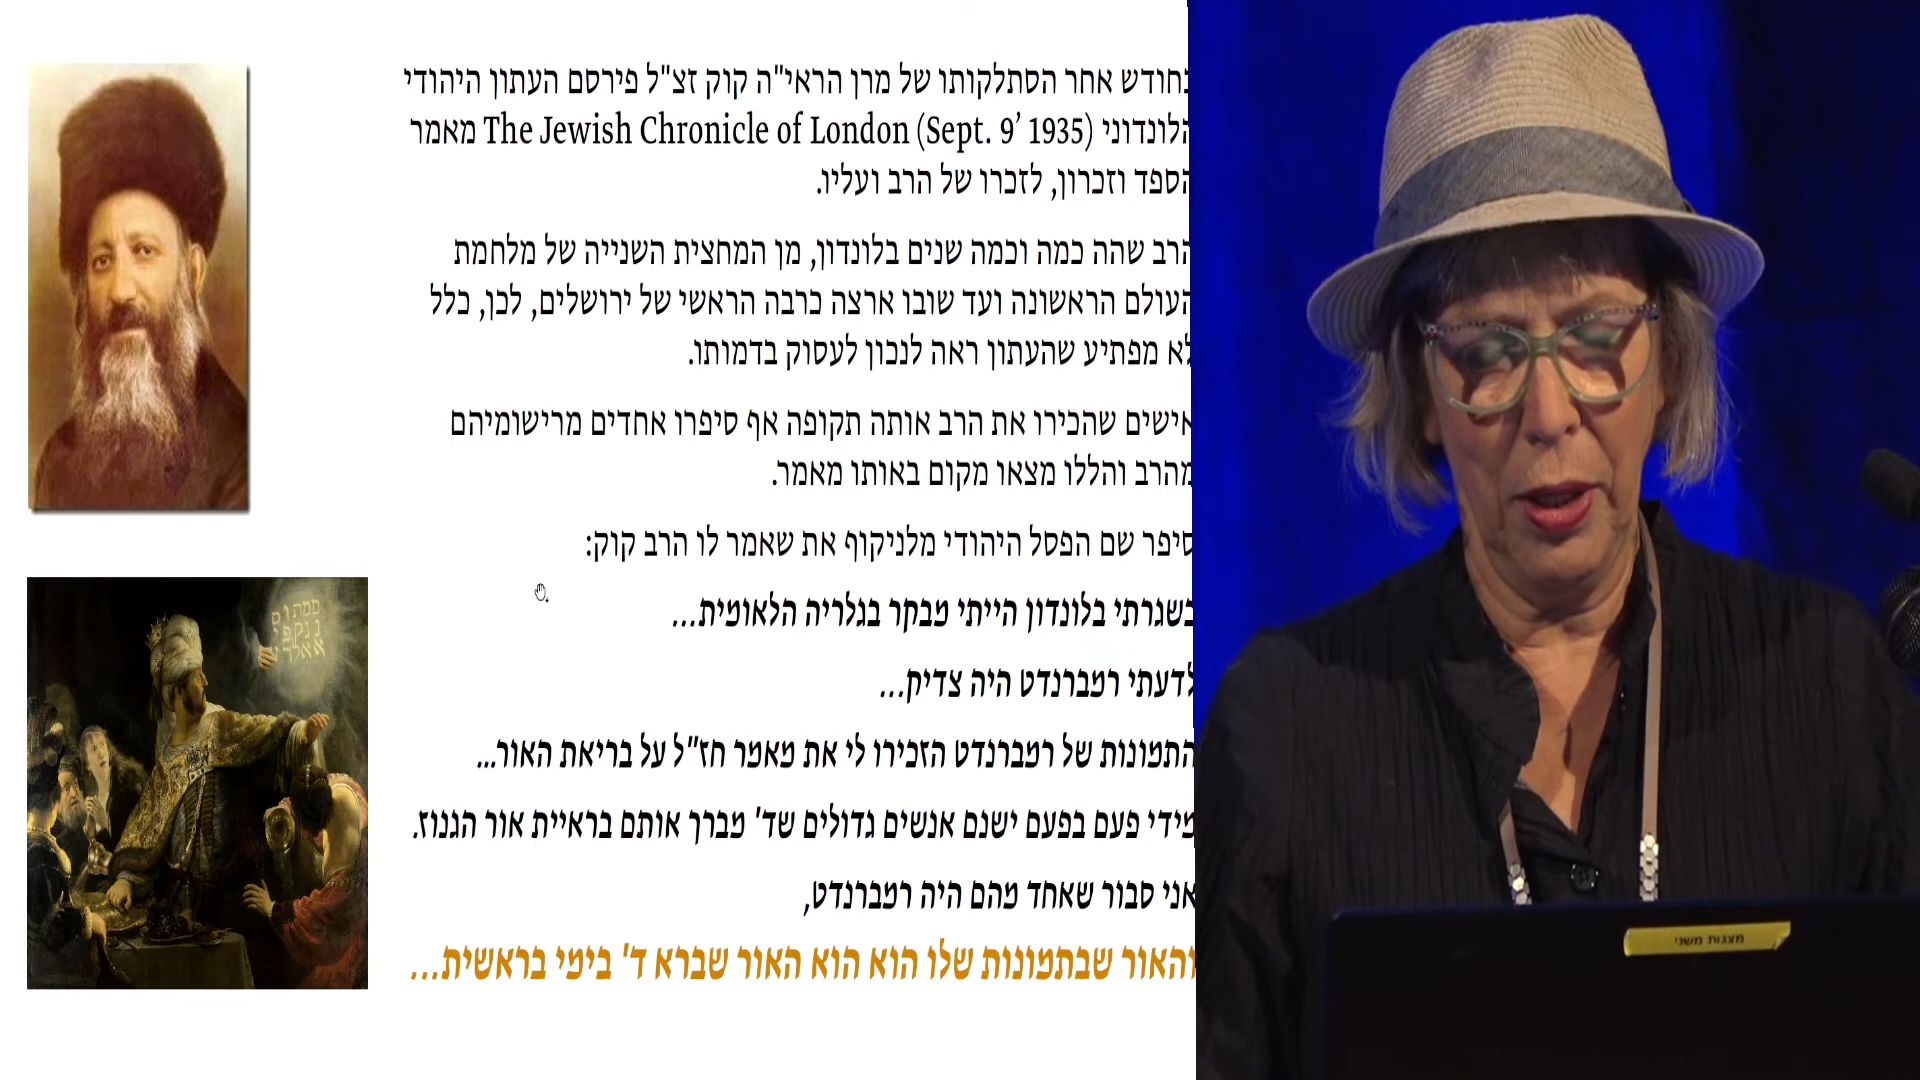 בחודש אחר הסתלקותו של מרן הראי"ה קוק זצ"ל פירסם העתון היהודי
הלונדוני The Jewish Chronicle of London (Sept. 9’ 1935) מאמר
הספד וזכרון, לזכרו של הרב ועליו.
הרב שהה כמה וכמה שנים בלונדון, מן המחצית השנייה של מלחמת
העולם הראשונה ועד שובו ארצה כרבה הראשי של ירושלים, לכן, כלל
לא מפתיע שהעתון ראה לנכון לעסוק בדמותו.
אישים שהכירו את הרב אותה תקופה אף סיפרו אחדים מרישומיהם
מהרב והללו מצאו מקום באותו מאמר.
סיפר שם הפסל היהודי מלניקוף את שאמר לו הרב קוק:
כשגרתי בלונדון הייתי מבקר בגלריה הלאומית...
לדעתי רמברנדט היה צדיק...
התמונות של רמברנדט הזכירו לי את מאמר חז"ל על בריאת האור...
מידי פעם בפעם ישנם אנשים גדולים שד' מברך אותם בראיית אור הגנוז.
אני סבור שאחד מהם היה רמברנדט,
והאור שבתמונות שלו הוא הוא האור שברא ד' בימי בראשית...
מצגות משני